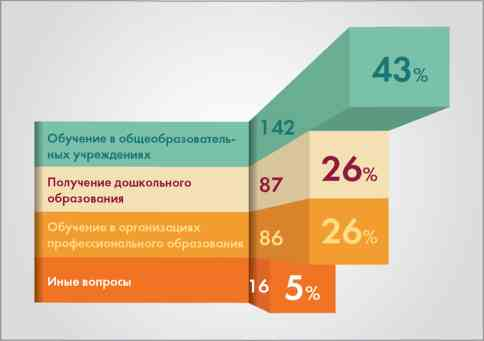 Обучение в общеобразователь-
ных учреждениях
142
43%
Получение дошкольного
образования
87
26%
Обучение в организациях
профессионального образования
86
26%
Иные вопросы
16
5%